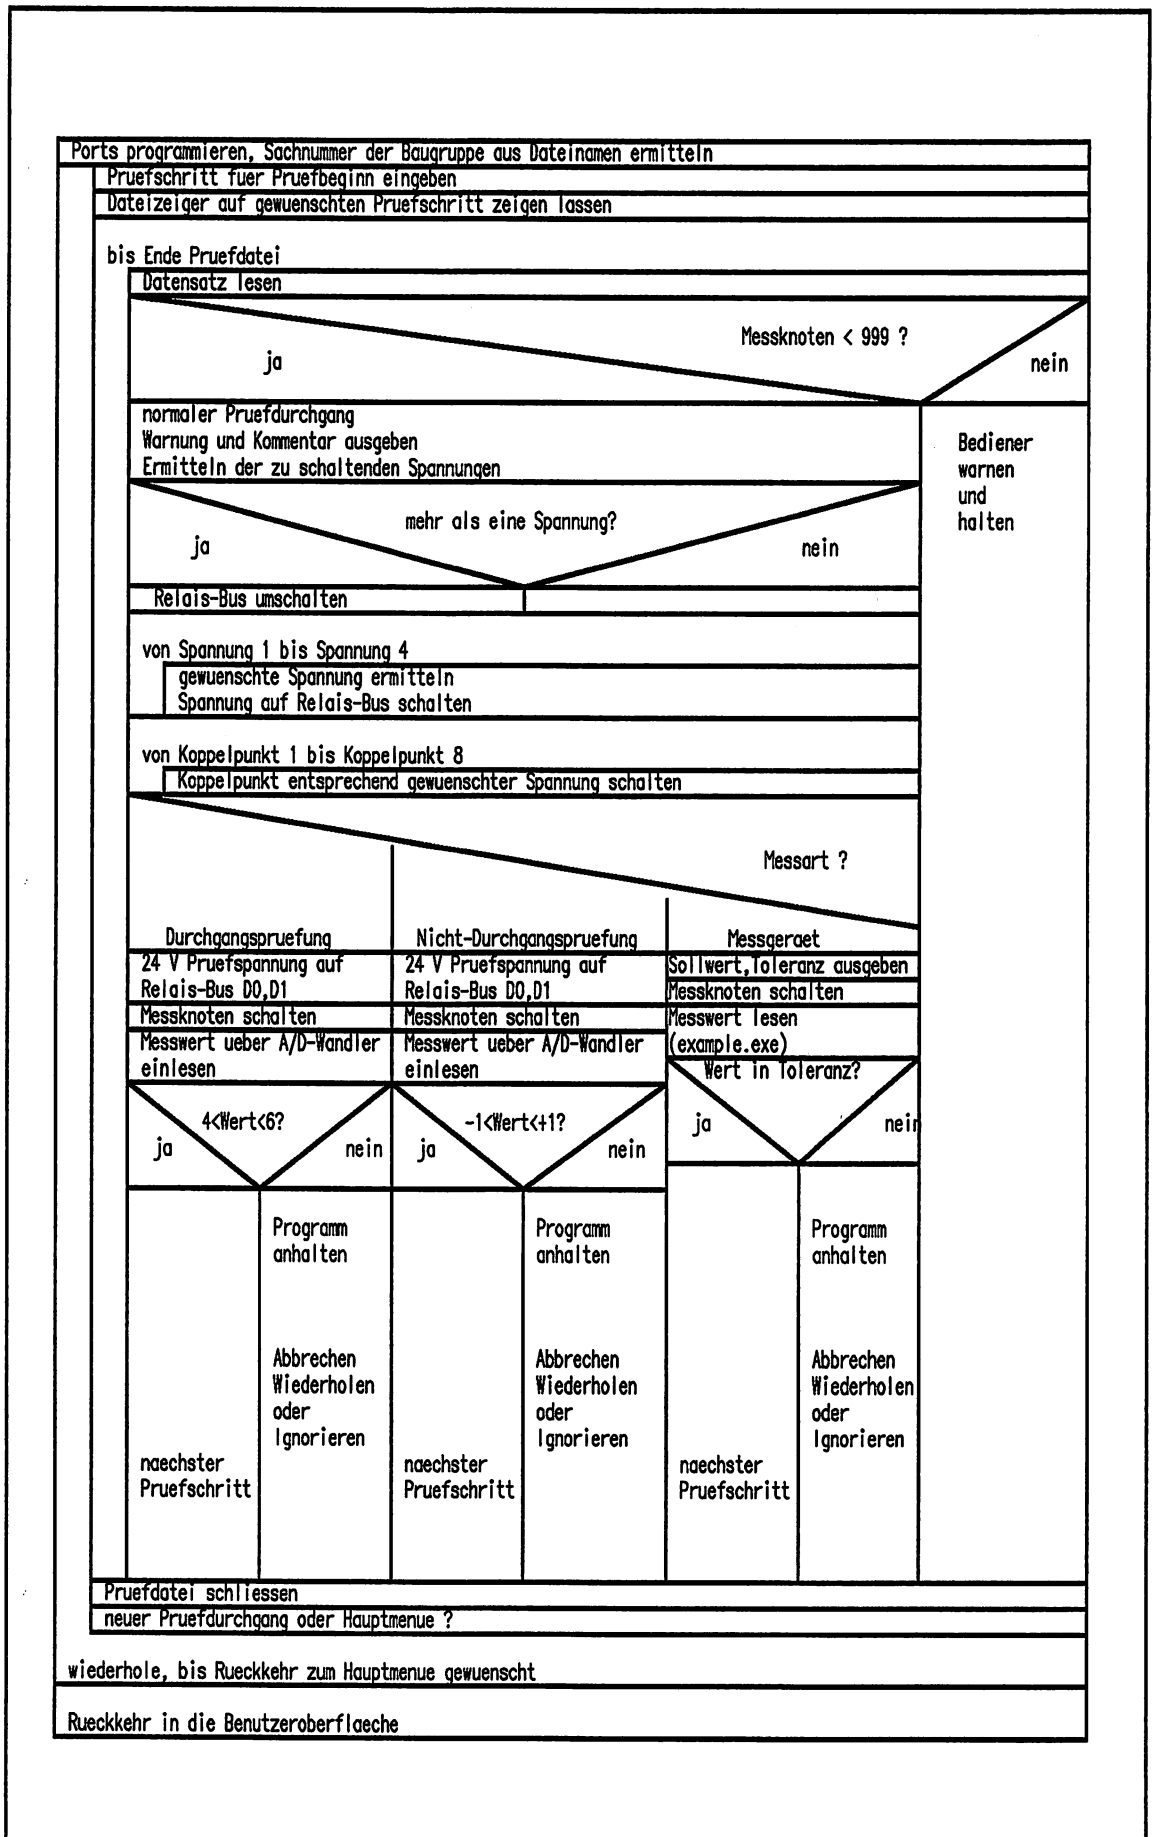 Ports programmieren, Sachnummer der Baugruppe aus Dateinamen ermitteln
Pruefschritt fuer Pruefbeginn eingeben
Dateizeiger auf gewuenschten Pruefschritt zeigen lassen
bis Ende Pruefdatei
Datensatz lesen
Messknoten < 999 ?
ja
nein
normaler Pruefdurchgang
Warnung und Kommentar ausgeben
Ermitteln der zu schaltenden Spannungen
Bediener
warnen
und
halten
mehr als eine Spannung?
ja
nein
Relais-Bus umschalten
von Spannung 1 bis Spannung 4
gewuenschte Spannung ermitteln
Spannung auf Relais-Bus schalten
von Koppelpunkt 1 bis Koppelpunkt 8
Koppelpunkt entsprechend gewuenschter Spannung schalten
Messart ?
Durchgangspruefung
24 V Pruefspannung auf
Relais-Bus D0,D1
Messknoten schalten
Messwert ueber A/D-Wandler
einlesen
4<Wert<6?
ja
nein
naechster
Pruefschritt
Programm
anhalten
Abbrechen
Wiederholen
oder
Ignorieren
Nicht-Durchgangspruefung
24 V Pruefspannung auf
Relais-Bus D0,D1
Messknoten schalten
Messwert ueber A/D-Wandler
einlesen
-1<Wert<+1?
ja
nein
naechster
Pruefschritt
Programm
anhalten
Abbrechen
Wiederholen
oder
Ignorieren
Messgeraet
Sollwert,Toleranz ausgeben
Messknoten schalten
Messwert lesen
(example.exe)
Wert in Toleranz?
ja
nein
naechster
Pruefschritt
Programm
anhalten
Abbrechen
Wiederholen
oder
Ignorieren
Pruefdatei schliessen
neuer Pruefdurchgang oder Hauptmenue ?
wiederhole, bis Rueckkehr zum Hauptmenue gewuenscht
Rueckkehr in die Benutzeroberflaeche